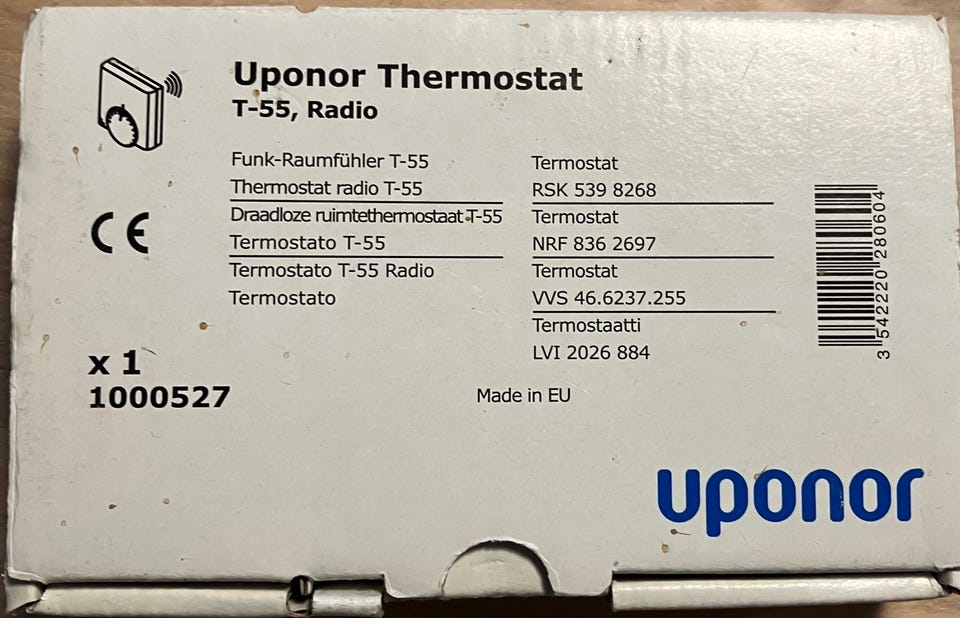 Uponor Thermostat
T-55, Radio
Funk-Raumfühler T-55
Thermostat radio T-55
Draadloze ruimtethermostaat T-55
Termostato T-55
Termostato T-55 Radio
Termostato
Termostat
RSK 539 8268
Termostat
NRF 836 2697
Termostat
VVS 46.6237.255
Termostaatti
LVI 2026 884
3 542220 280604
CE
x 1
1000527
Made in EU
uponor